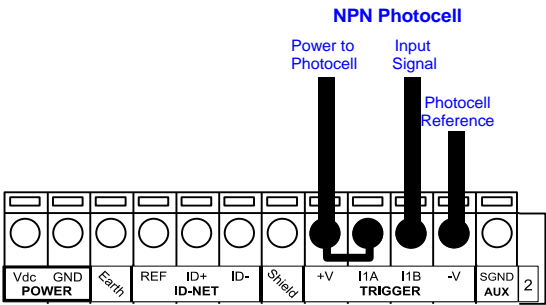 NPN Photocell
Power to
Photocell
Input
Signal
Photocell
Reference
Vdc GND Earth REF ID+ ID- Shield +V I1A I1B -V SGND 2
POWER ID-NET TRIGGER AUX